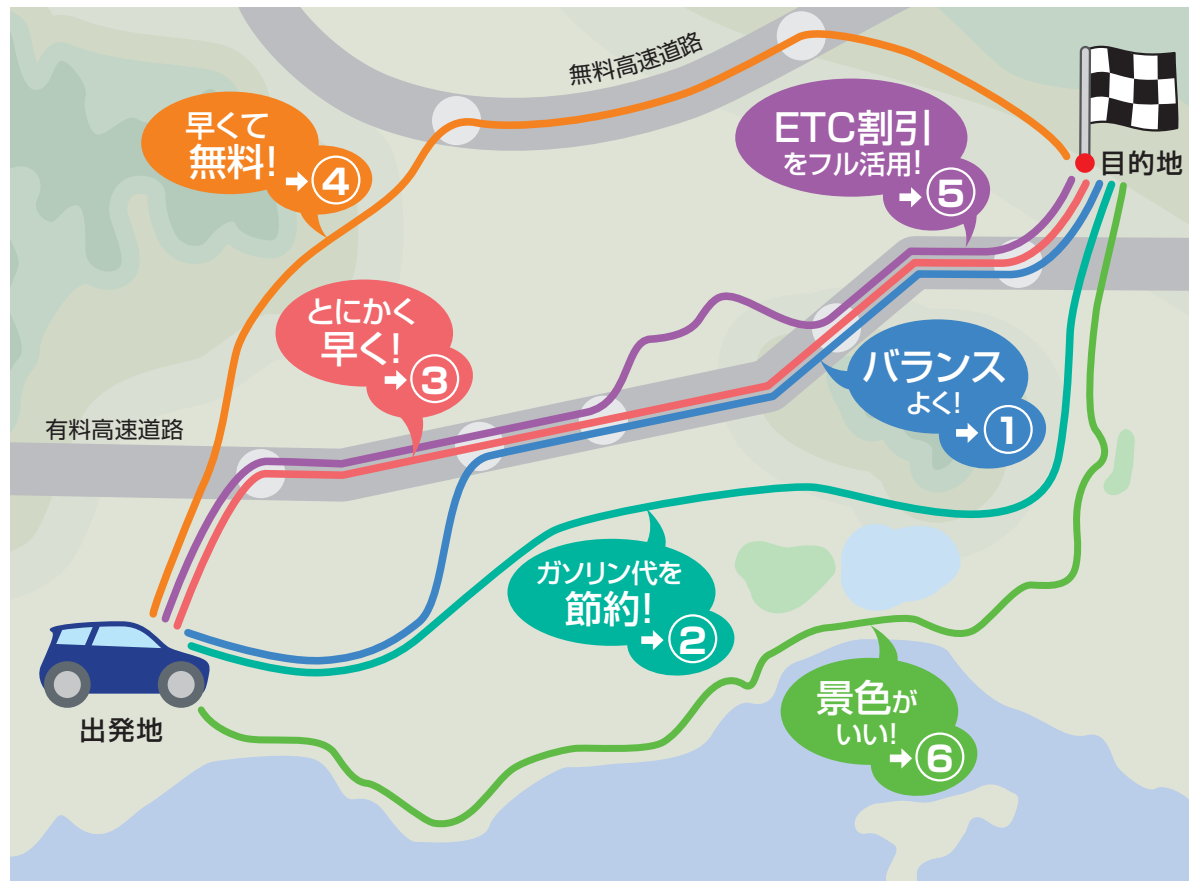 無料高速道路
早くて
無料!
➡④
ETC割引
をフル活用!
➡⑤
目的地
とにかく
早く!
➡③
バランス
よく!
➡①
有料高速道路
ガソリン代を
節約!
➡②
景色が
いい!
➡⑥
出発地